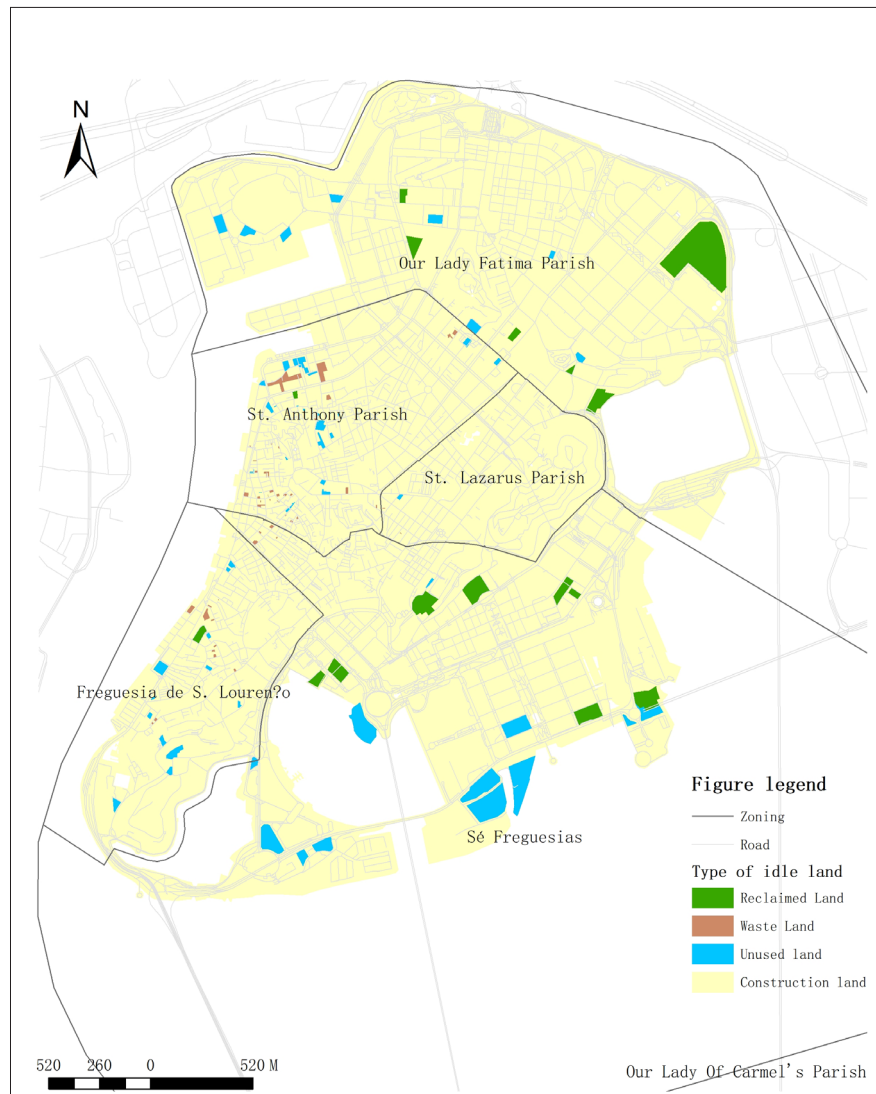 N
Our Lady Fatima Parish
St. Anthony Parish
St. Lazarus Parish
Freguesia de S. Louren?o
Sé Freguesias
Figure legend
Zoning
Road
Type of idle land
Reclaimed Land
Waste Land
Unused land
Construction land
520 260 0 520 M
Our Lady Of Carmel's Parish